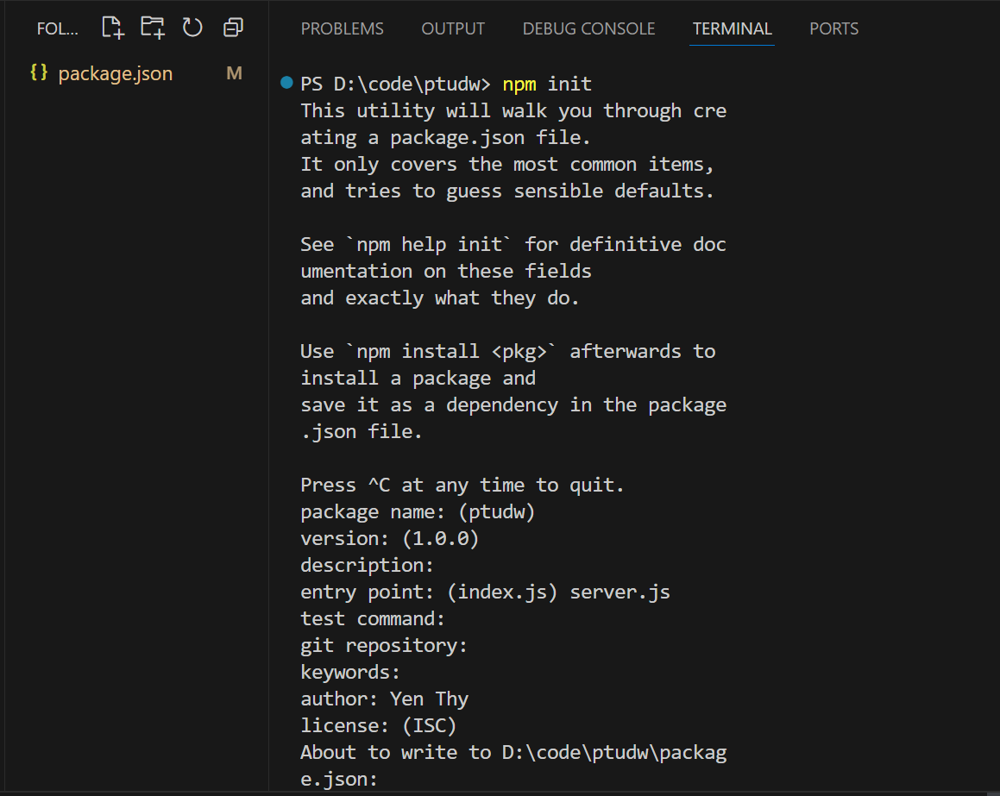 FOL...
PROBLEMS OUTPUT DEBUG CONSOLE TERMINAL PORTS
{} package.json M
PS D:\code\ptudw> npm init
This utility will walk you through cre
ating a package.json file.
It only covers the most common items,
and tries to guess sensible defaults.
See `npm help init` for definitive doc
umentation on these fields
and exactly what they do.
Use `npm install <pkg>` afterwards to
install a package and
save it as a dependency in the package
.json file.
Press ^C at any time to quit.
package name: (ptudw)
version: (1.0.0)
description:
entry point: (index.js) server.js
test command:
git repository:
keywords:
author: Yen Thy
license: (ISC)
About to write to D:\code\ptudw\packag
e.json: